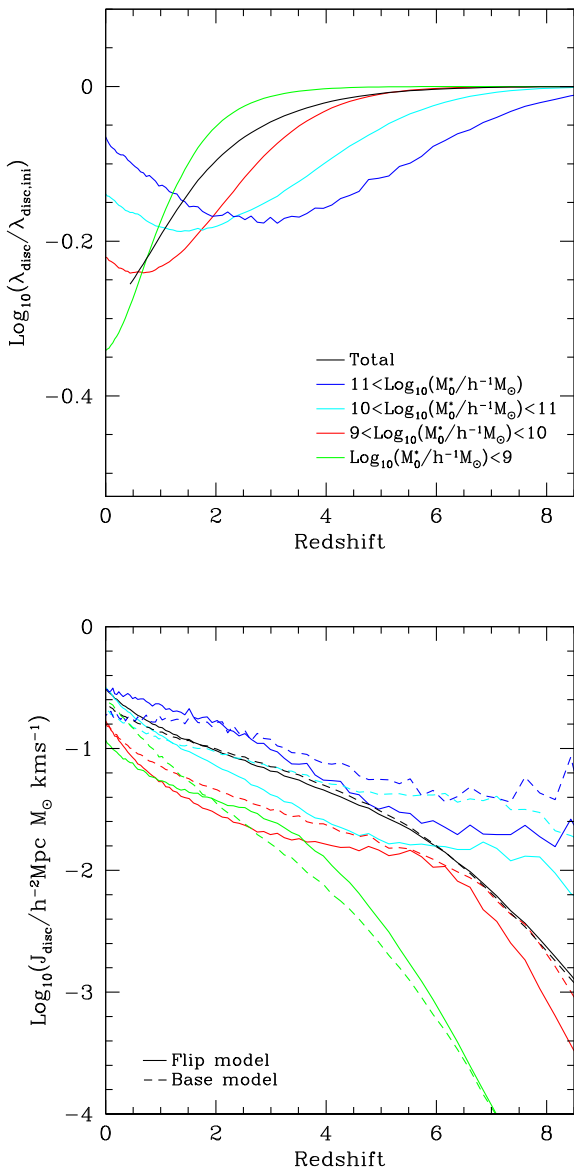 0
−0.2
−0.4
Log₁₀(λdisc/λdisc,ini)
Total
11<Log₁₀(M*₀/h⁻¹M⊙)
10<Log₁₀(M*₀/h⁻¹M⊙)<11
9<Log₁₀(M*₀/h⁻¹M⊙)<10
Log₁₀(M*₀/h⁻¹M⊙)<9
0 2 4 6 8
Redshift
0
−1
−2
−3
−4
Log₁₀(Jdisc/h⁻²Mpc M⊙ kms⁻¹)
Flip model
Base model
0 2 4 6 8
Redshift